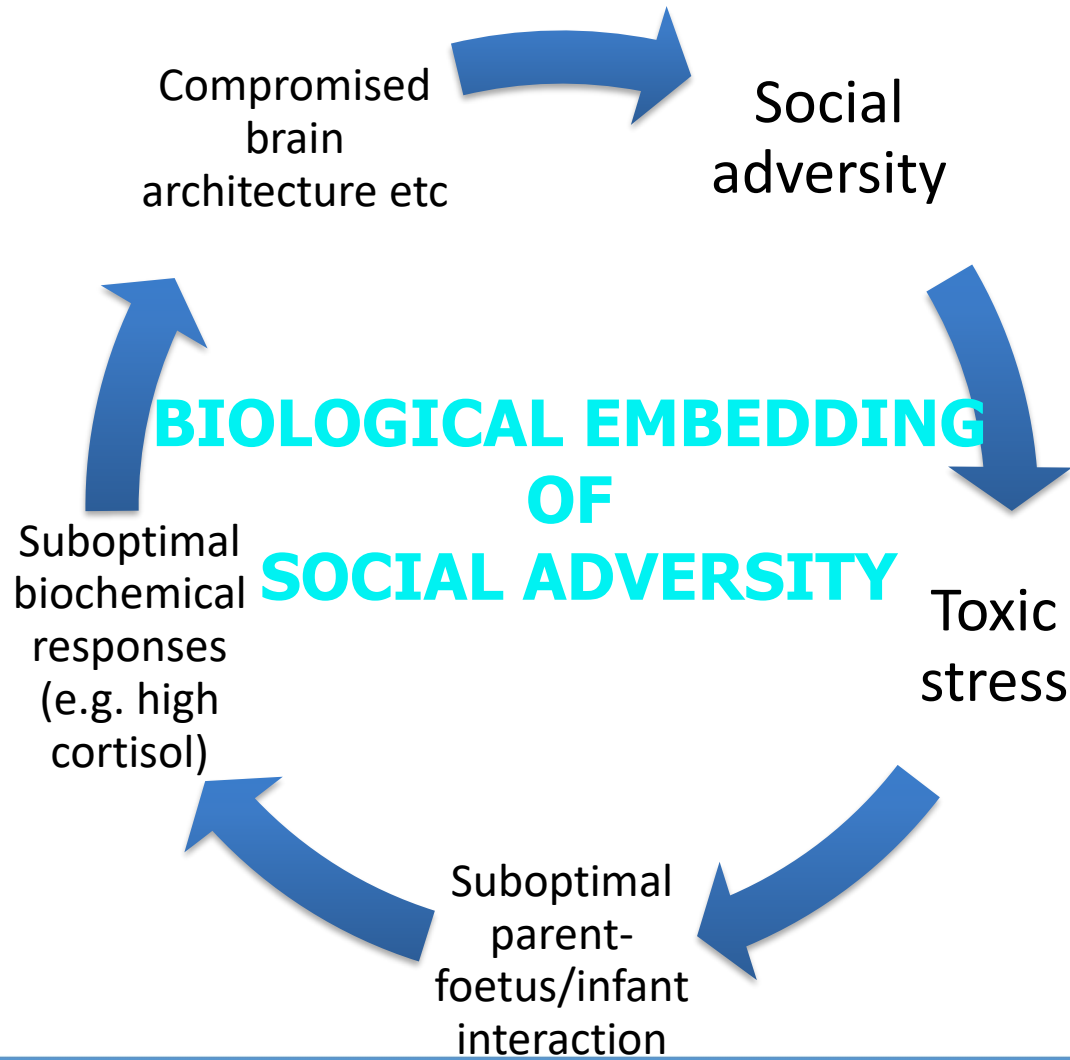 Compromised
brain
architecture etc
Social
adversity
BIOLOGICAL EMBEDDING
OF
SOCIAL ADVERSITY
Toxic
stress
Suboptimal
biochemical
responses
(e.g. high
cortisol)
Suboptimal
parent-
foetus/infant
interaction